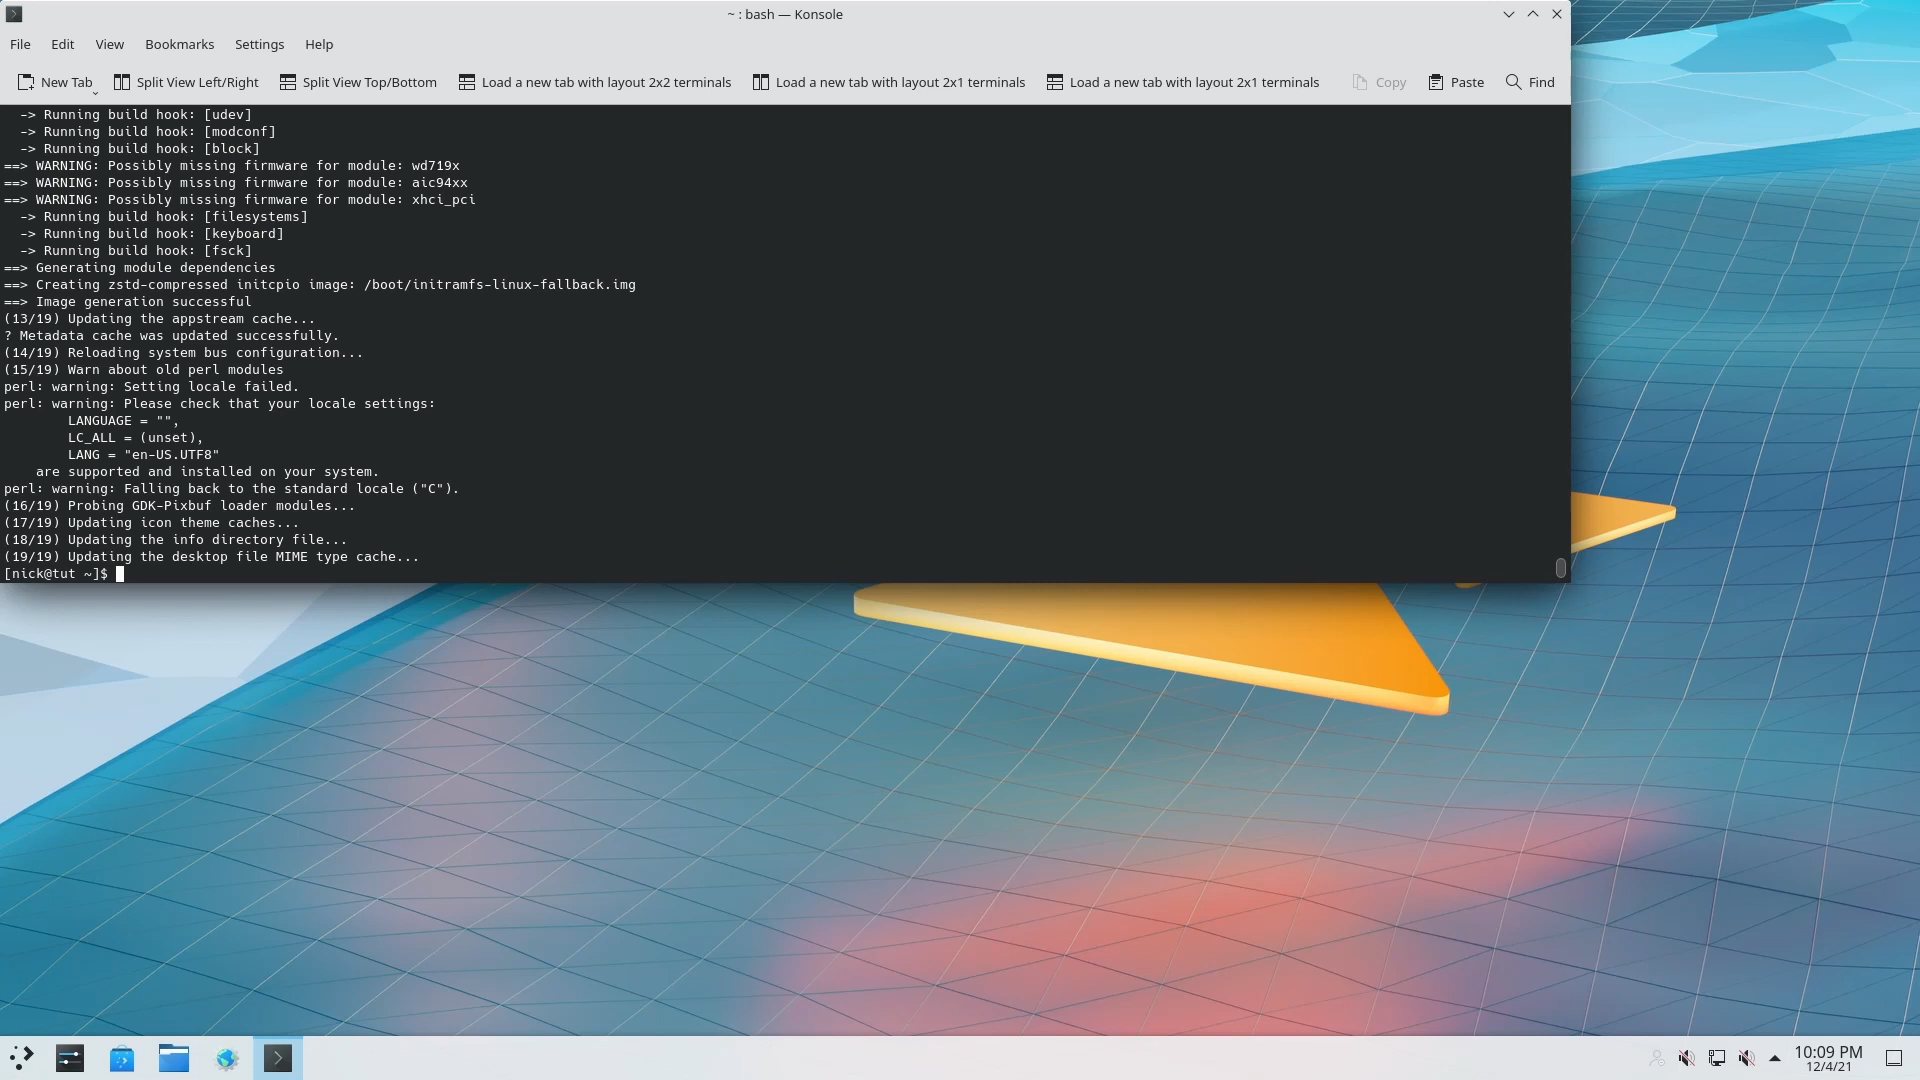 ~ : bash — Konsole
File Edit View Bookmarks Settings Help
New Tab Split View Left/Right Split View Top/Bottom Load a new tab with layout 2x2 terminals Load a new tab with layout 2x1 terminals Load a new tab with layout 2x1 terminals Copy Paste Find
-> Running build hook: [udev]
-> Running build hook: [modconf]
-> Running build hook: [block]
==> WARNING: Possibly missing firmware for module: wd719x
==> WARNING: Possibly missing firmware for module: aic94xx
==> WARNING: Possibly missing firmware for module: xhci_pci
-> Running build hook: [filesystems]
-> Running build hook: [keyboard]
-> Running build hook: [fsck]
==> Generating module dependencies
==> Creating zstd-compressed initcpio image: /boot/initramfs-linux-fallback.img
==> Image generation successful
(13/19) Updating the appstream cache...
? Metadata cache was updated successfully.
(14/19) Reloading system bus configuration...
(15/19) Warn about old perl modules
perl: warning: Setting locale failed.
perl: warning: Please check that your locale settings:
LANGUAGE = "",
LC_ALL = (unset),
LANG = "en-US.UTF8"
are supported and installed on your system.
perl: warning: Falling back to the standard locale ("C").
(16/19) Probing GDK-Pixbuf loader modules...
(17/19) Updating icon theme caches...
(18/19) Updating the info directory file...
(19/19) Updating the desktop file MIME type cache...
[nick@tut ~]$
10:09 PM
12/4/21